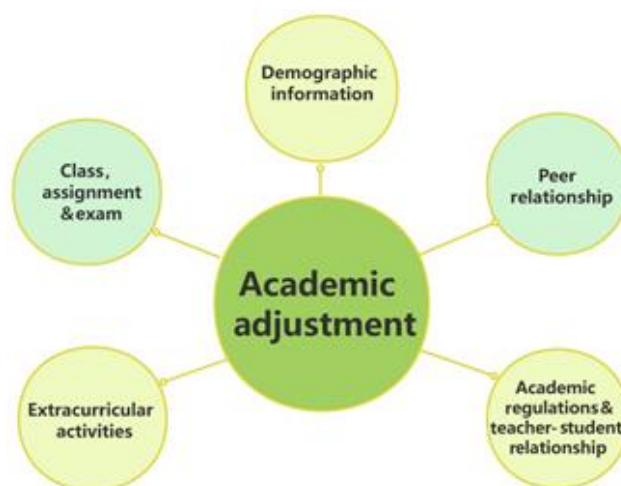 Demographic
information
Class,
assignment
&exam
Peer
relationship
Academic
adjustment
Extracurricular
activities
Academic
regulations&
teacher-student
relationship